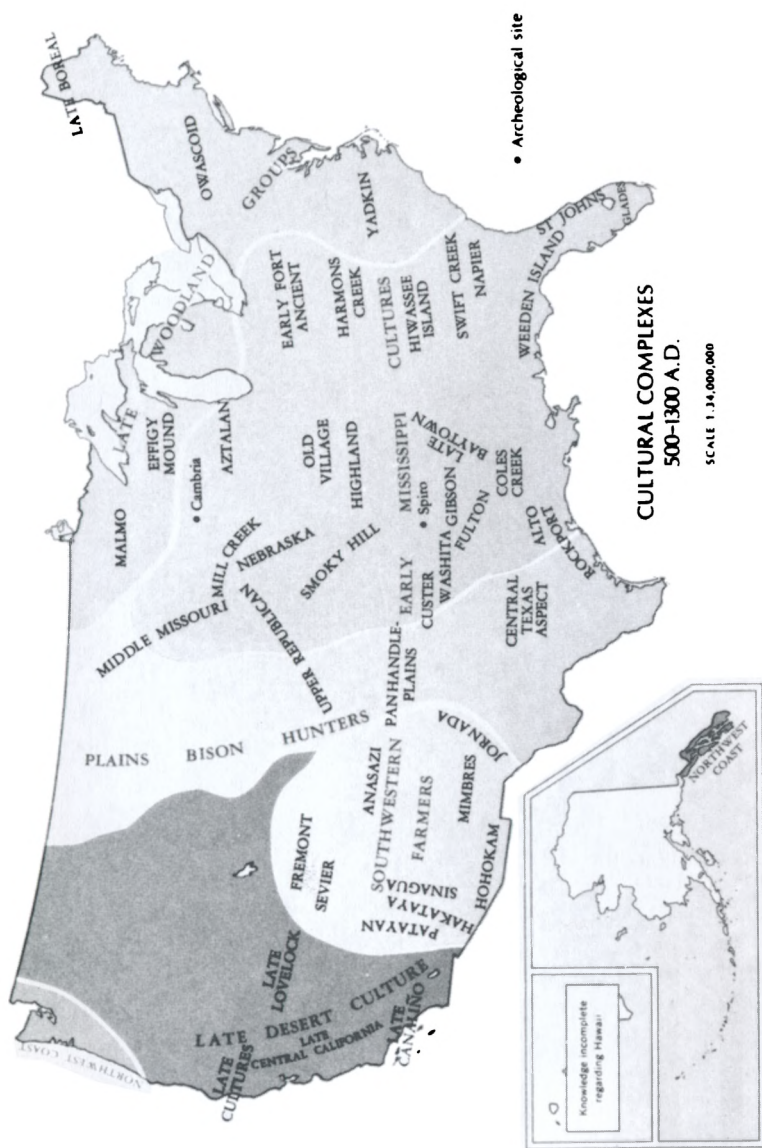 LATE BOREAL
OWASCOID
GROUPS
YADKIN
WOODLAND
LATE
EARLY FORT
ANCIENT
HARMONS
CREEK
CULTURES
HIWASSEE
ISLAND
SWIFT CREEK
NAPIER
WEEDEN ISLAND
ST JOHNS
GLADES
MALMO
EFFIGY
MOUND
• Cambria
AZTALAN
OLD
VILLAGE
HIGHLAND
MISSISSIPPI
• Spiro
LATE
BAYTOWN
GIBSON
FULTON
COLES
CREEK
ALTO
ROCKPORT
MIDDLE MISSOURI
MILL CREEK
NEBRASKA
UPPER REPUBLICAN
SMOKY HILL
EARLY
CUSTER
WASHITA
CENTRAL
TEXAS
ASPECT
PLAINS BISON HUNTERS
PANHANDLE-
PLAINS
FREMONT
SEVIER
ANASAZI
SOUTHWESTERN
FARMERS
JORNADA
MIMBRES
HOHOKAM
SINAGUA
HAKATAYA
PATAYAN
NORTHWEST COAST
LATE
LOVELOCK
LATE DESERT CULTURE
LATE
CULTURES
LATE
CENTRAL CALIFORNIA
LATE
CANALIÑO
• Archeological site
CULTURAL COMPLEXES
500-1300 A.D.
SCALE 1:34,000,000
Knowledge incomplete
regarding Hawaii
NORTHWEST
COAST